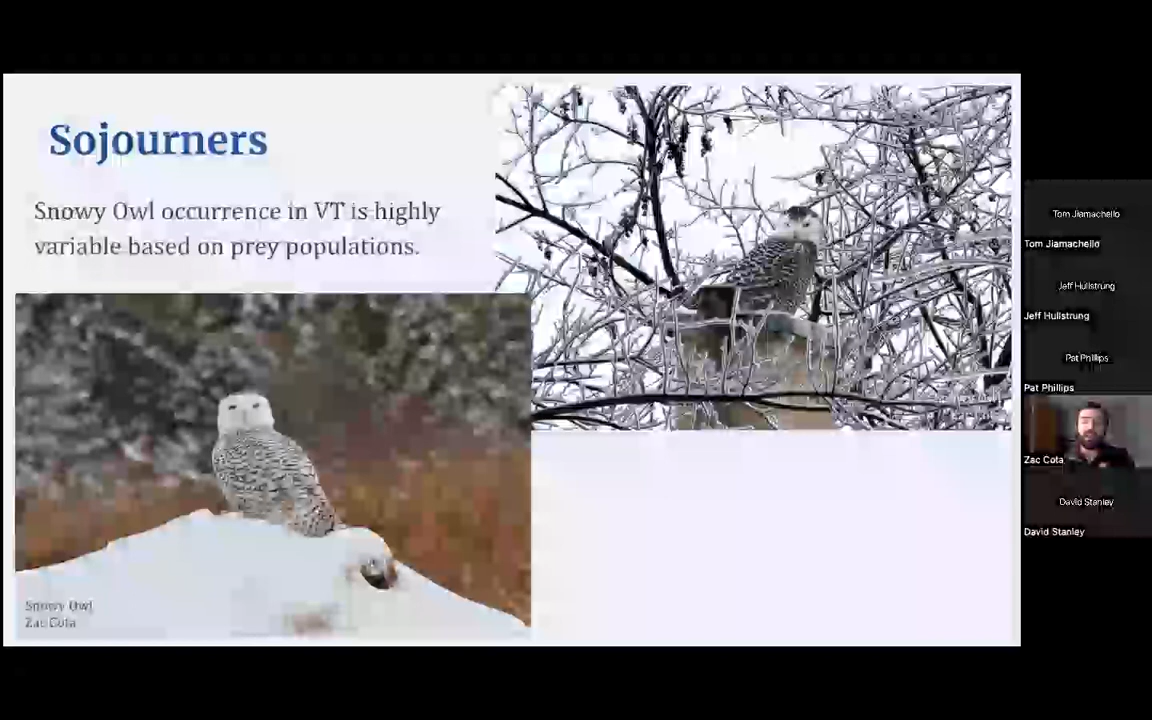 Sojourners
Snowy Owl occurrence in VT is highly
variable based on prey populations.
Snowy Owl
Zac Cota
Tom Jiamachello
Tom Jiamachello
Jeff Hullstrung
Jeff Hullstrung
Pat Phillips
Pat Phillips
Zac Cota
David Stanley
David Stanley